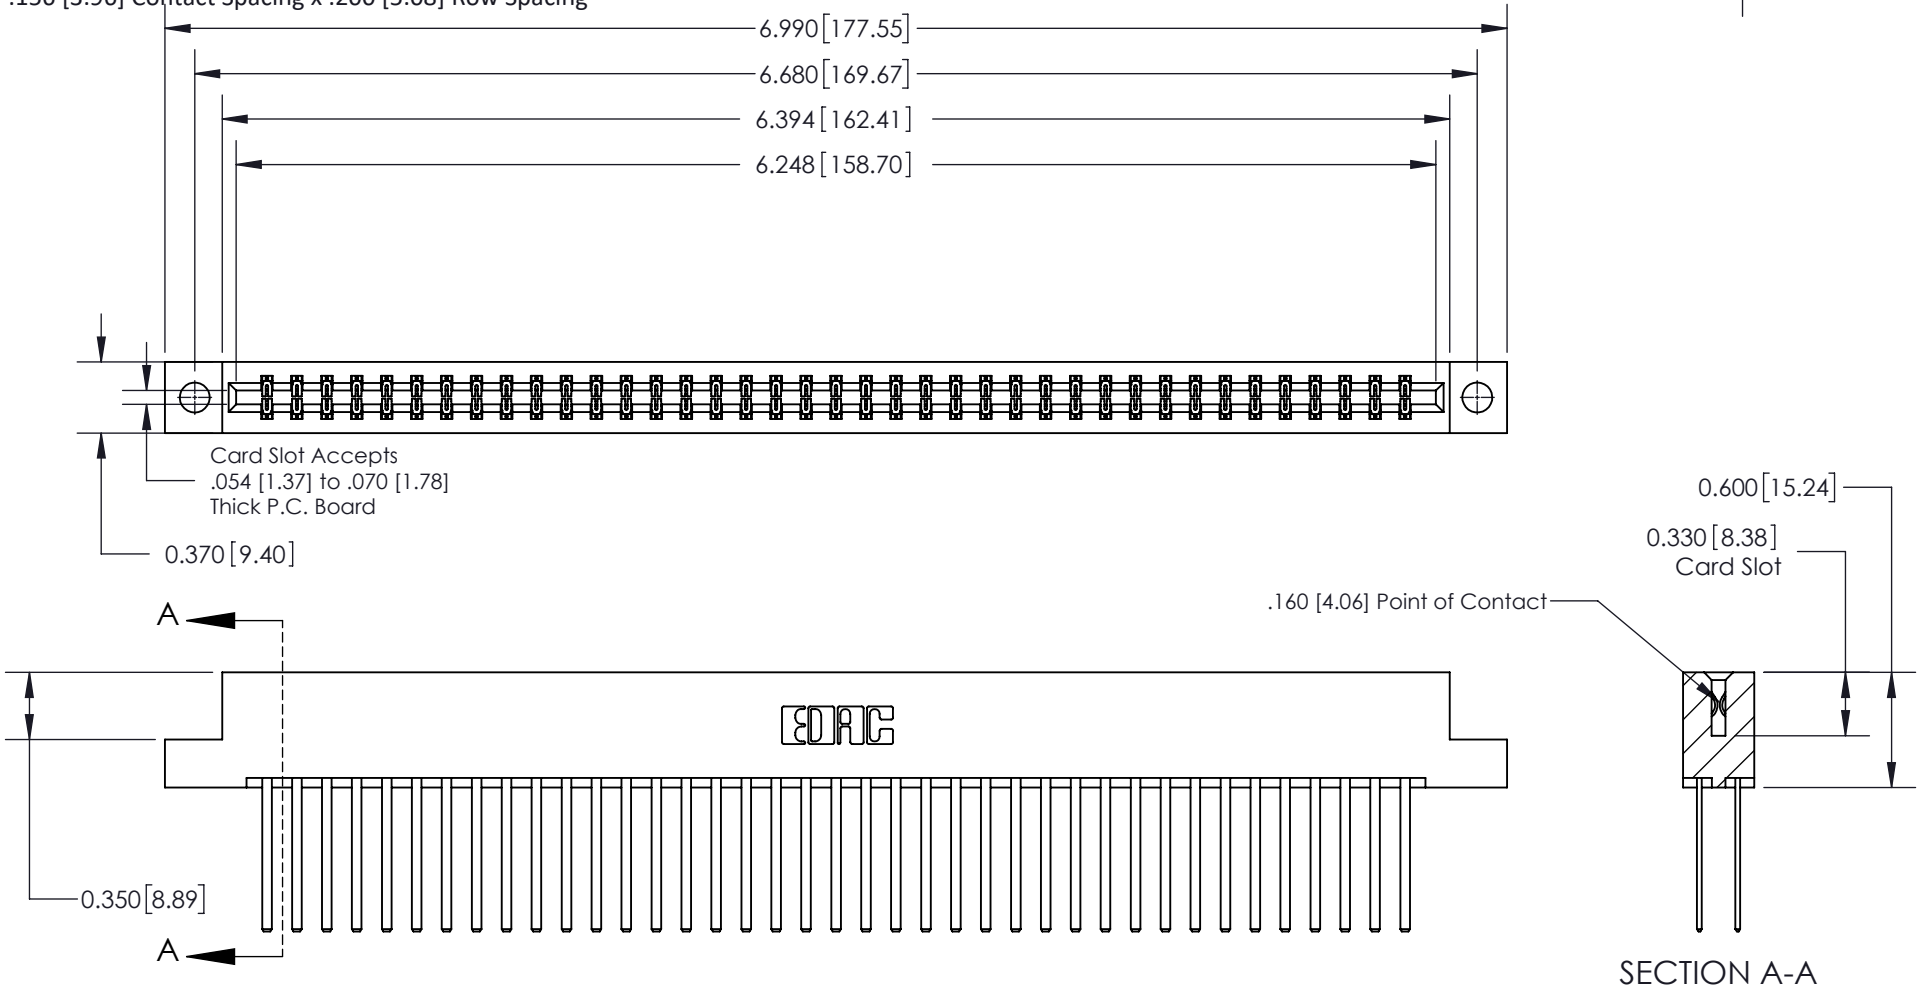 .156 [3.96] Contact Spacing x .200 [5.08] Row Spacing
6.990[177.55]
6.680[169.67]
6.394[162.41]
6.248[158.70]
Card Slot Accepts
.054 [1.37] to .070 [1.78]
Thick P.C. Board
0.370[9.40]
0.600[15.24]
0.330[8.38]
Card Slot
.160 [4.06] Point of Contact
A
EDAC
0.350[8.89]
A
SECTION A-A